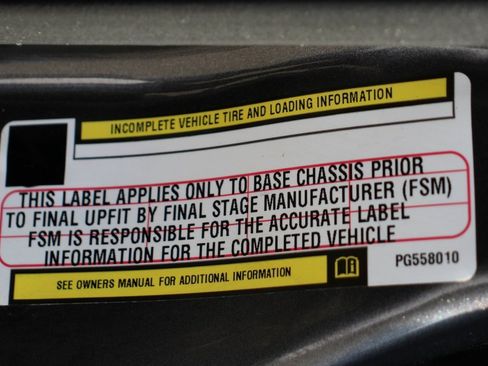 INCOMPLETE VEHICLE TIRE AND LOADING INFORMATION
THIS LABEL APPLIES ONLY TO BASE CHASSIS PRIOR
TO FINAL UPFIT BY FINAL STAGE MANUFACTURER (FSM)
FSM IS RESPONSIBLE FOR THE ACCURATE LABEL
INFORMATION FOR THE COMPLETED VEHICLE
SEE OWNERS MANUAL FOR ADDITIONAL INFORMATION
PG558010